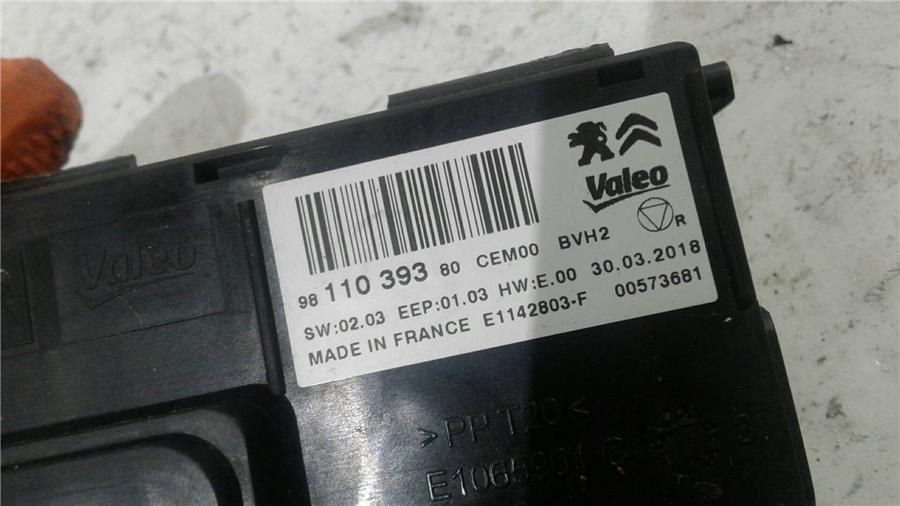 Valeo
98 110 393 80 CEM00 BVH2
R
SW:02.03 EEP:01.03 HW:E.00 30.03.2018
MADE IN FRANCE E1142803-F 00573681
Valeo
>PP T20<
E1065901 C